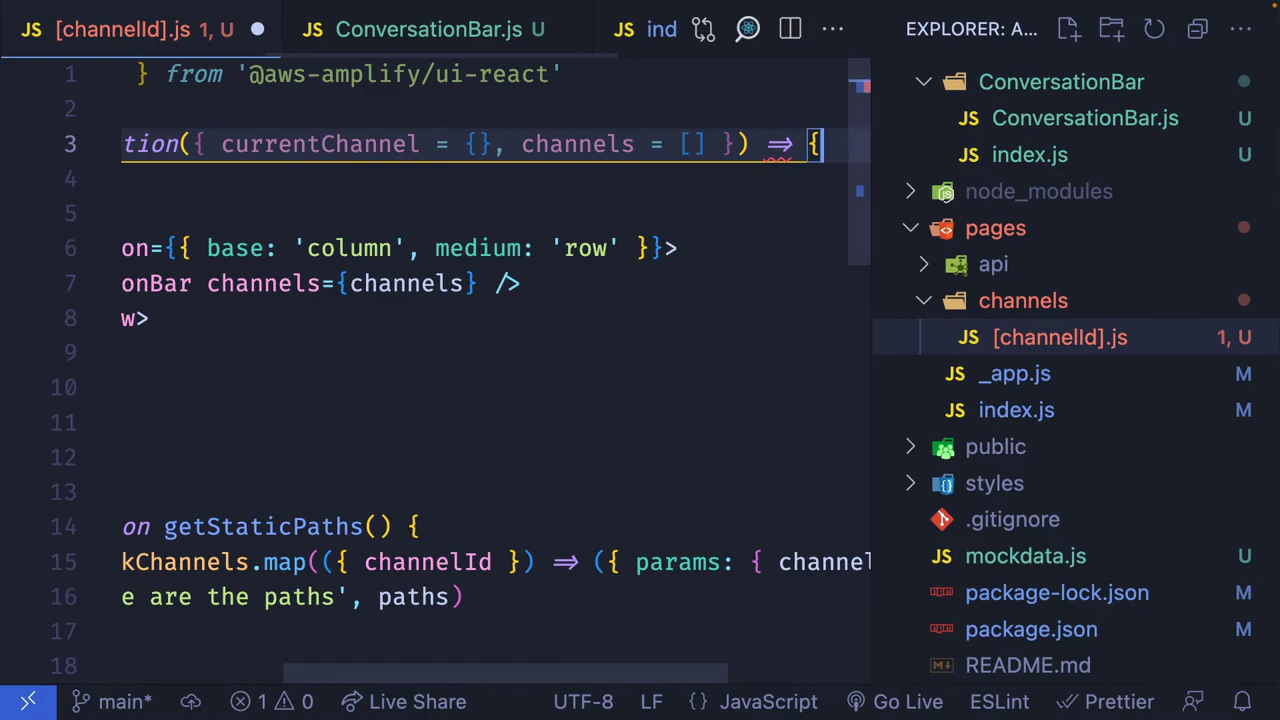 JS [channelId].js 1, U JS ConversationBar.js U JS ind EXPLORER: A...
1 } from '@aws-amplify/ui-react'
2
3 tion({ currentChannel = {}, channels = [] }) => {
4
5
6 on={{ base: 'column', medium: 'row' }}>
7 onBar channels={channels} />
8 w>
9
10
11
12
13
14 on getStaticPaths() {
15 kChannels.map(({ channelId }) => ({ params: { channel
16 e are the paths', paths)
17
18
ConversationBar
JS ConversationBar.js U
JS index.js U
node_modules
pages
api
channels
JS [channelId].js 1, U
JS _app.js M
JS index.js M
public
styles
.gitignore
JS mockdata.js U
package-lock.json M
package.json M
README.md
main* 1 0 Live Share UTF-8 LF {} JavaScript Go Live ESLint Prettier